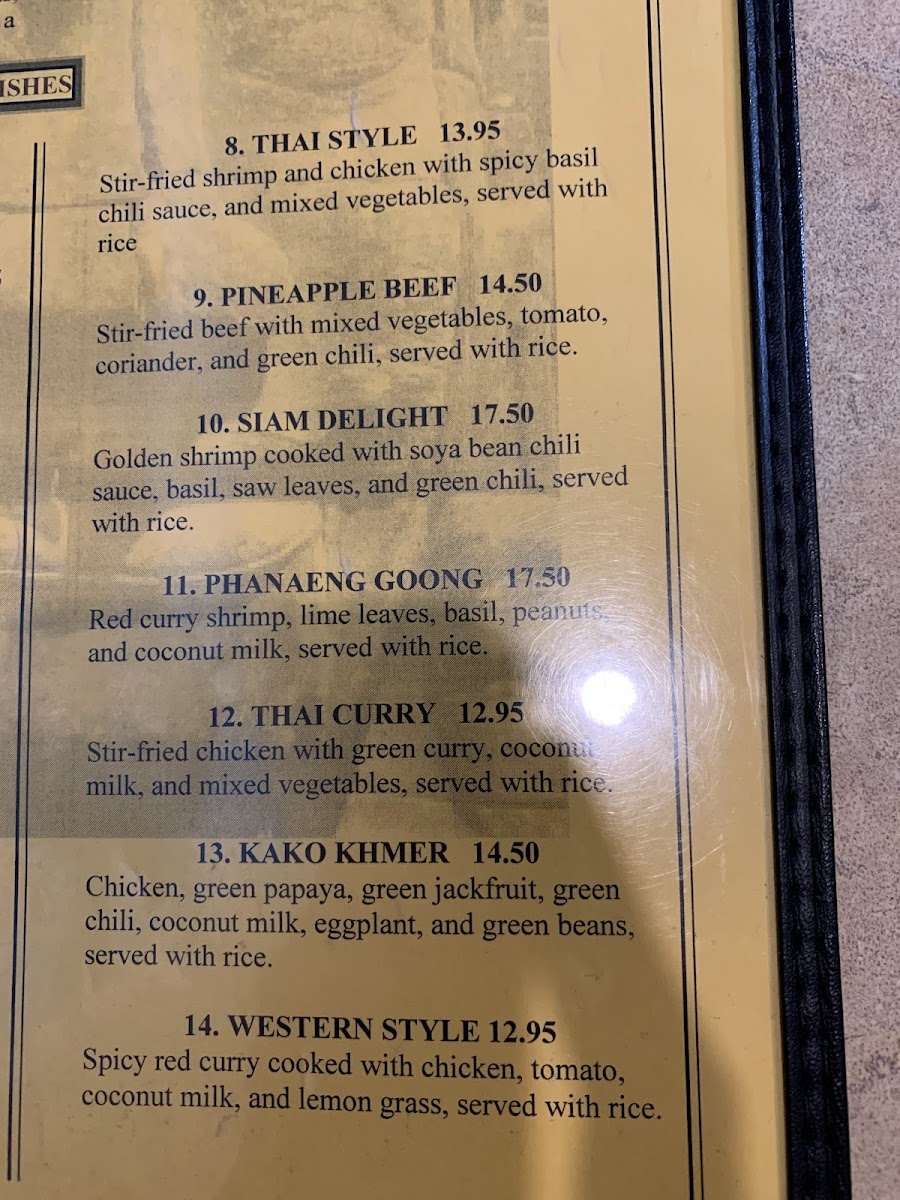 a
ISHES
8. THAI STYLE 13.95
Stir-fried shrimp and chicken with spicy basil
chili sauce, and mixed vegetables, served with
rice
9. PINEAPPLE BEEF 14.50
Stir-fried beef with mixed vegetables, tomato,
coriander, and green chili, served with rice.
10. SIAM DELIGHT 17.50
Golden shrimp cooked with soya bean chili
sauce, basil, saw leaves, and green chili, served
with rice.
11. PHANAENG GOONG 17.50
Red curry shrimp, lime leaves, basil, peanuts,
and coconut milk, served with rice.
12. THAI CURRY 12.95
Stir-fried chicken with green curry, coconut
milk, and mixed vegetables, served with rice.
13. KAKO KHMER 14.50
Chicken, green papaya, green jackfruit, green
chili, coconut milk, eggplant, and green beans,
served with rice.
14. WESTERN STYLE 12.95
Spicy red curry cooked with chicken, tomato,
coconut milk, and lemon grass, served with rice.